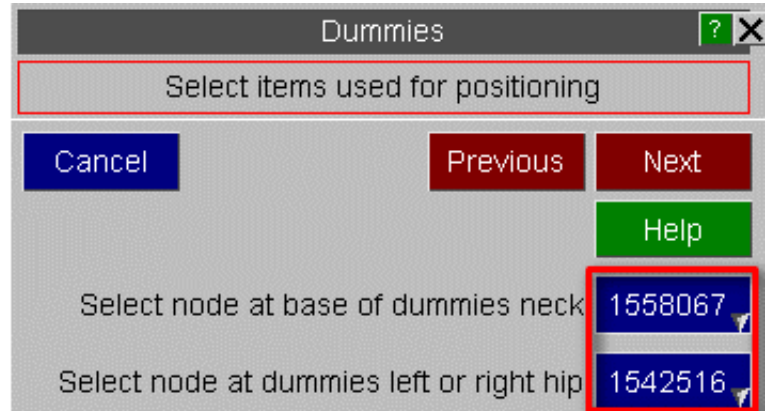 Dummies ? X
Select items used for positioning
Cancel Previous Next
Help
Select node at base of dummies neck 1558067
Select node at dummies left or right hip 1542516